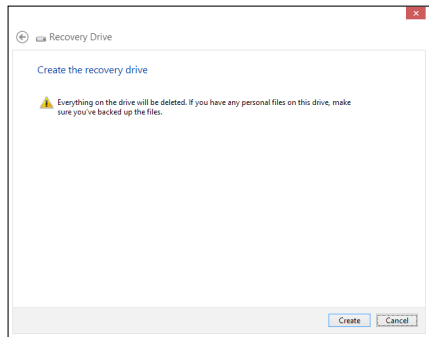 Recovery Drive
Create the recovery drive
Everything on the drive will be deleted. If you have any personal files on this drive, make
sure you've backed up the files.
Create Cancel